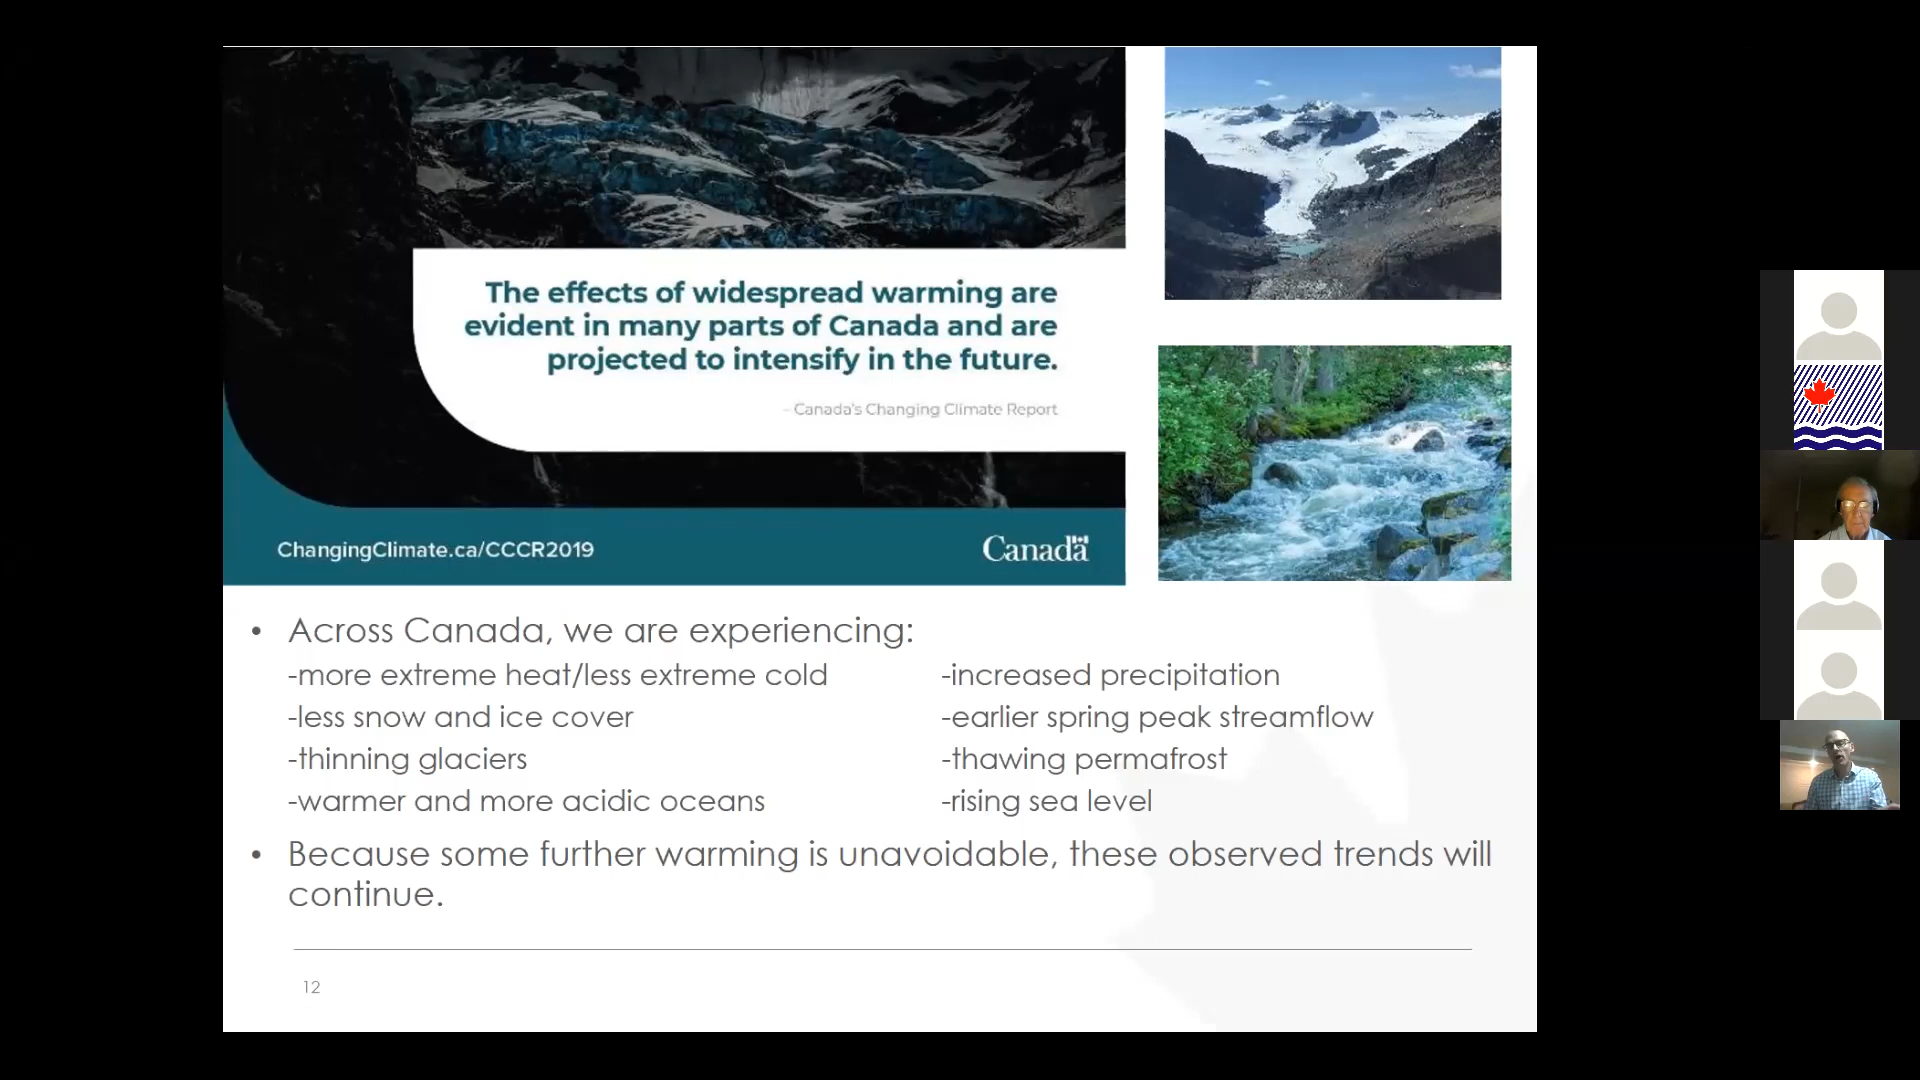 The effects of widespread warming are
evident in many parts of Canada and are
projected to intensify in the future.
– Canada's Changing Climate Report
ChangingClimate.ca/CCCR2019
Canada
• Across Canada, we are experiencing:
-more extreme heat/less extreme cold
-less snow and ice cover
-thinning glaciers
-warmer and more acidic oceans
-increased precipitation
-earlier spring peak streamflow
-thawing permafrost
-rising sea level
• Because some further warming is unavoidable, these observed trends will
continue.
12